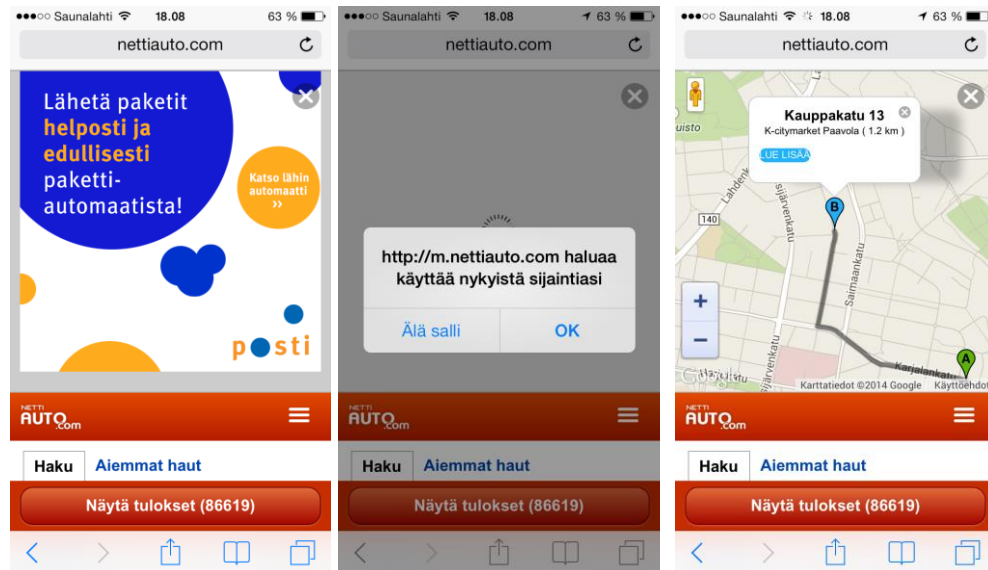 Saunalahti 18.08 63 %
nettiauto.com
Lähetä paketit
helposti ja
edullisesti
paketti-
automaatista!
Katso lähin
automaatti
››
posti
NETTI
AUTO.com
Haku Aiemmat haut
Näytä tulokset (86619)
Saunalahti 18.08 63 %
nettiauto.com
http://m.nettiauto.com haluaa
käyttää nykyistä sijaintiasi
Älä salli OK
NETTI
AUTO.com
Haku Aiemmat haut
Näytä tulokset (86619)
Saunalahti 18.08 63 %
nettiauto.com
Kauppakatu 13
K-citymarket Paavola ( 1.2 km )
LUE LISÄÄ
uisto
B
140
sijärvenkatu
Saimaankatu
+
−
A
Karjalankatu
Karttatiedot ©2014 Google Käyttöehdot
NETTI
AUTO.com
Haku Aiemmat haut
Näytä tulokset (86619)